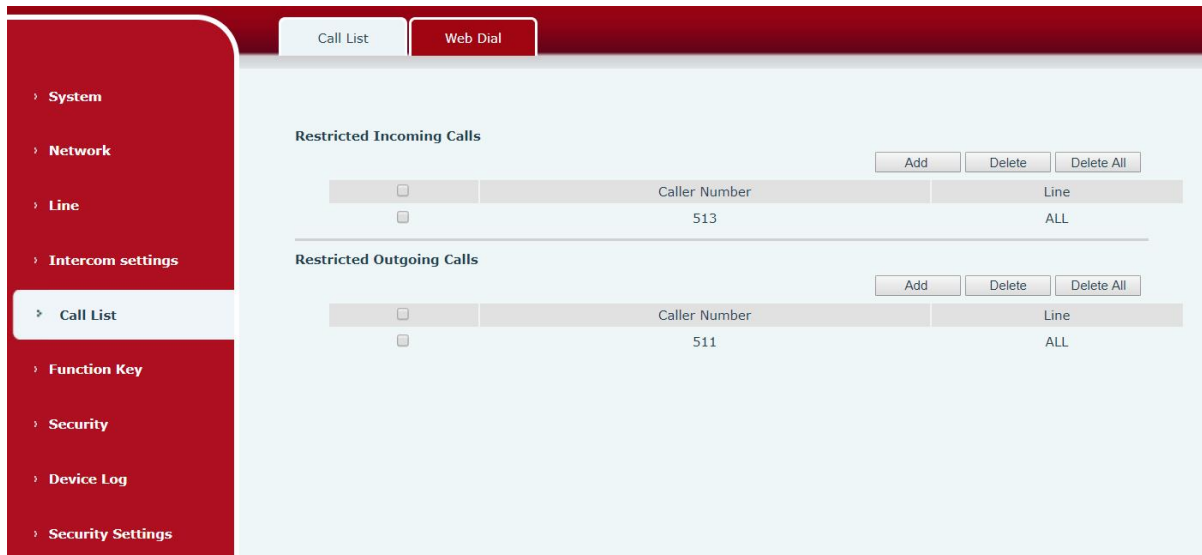 Call List Web Dial
System
Network
Line
Intercom settings
Call List
Function Key
Security
Device Log
Security Settings
Restricted Incoming Calls
Add Delete Delete All
Caller Number Line
513 ALL
Restricted Outgoing Calls
Add Delete Delete All
Caller Number Line
511 ALL